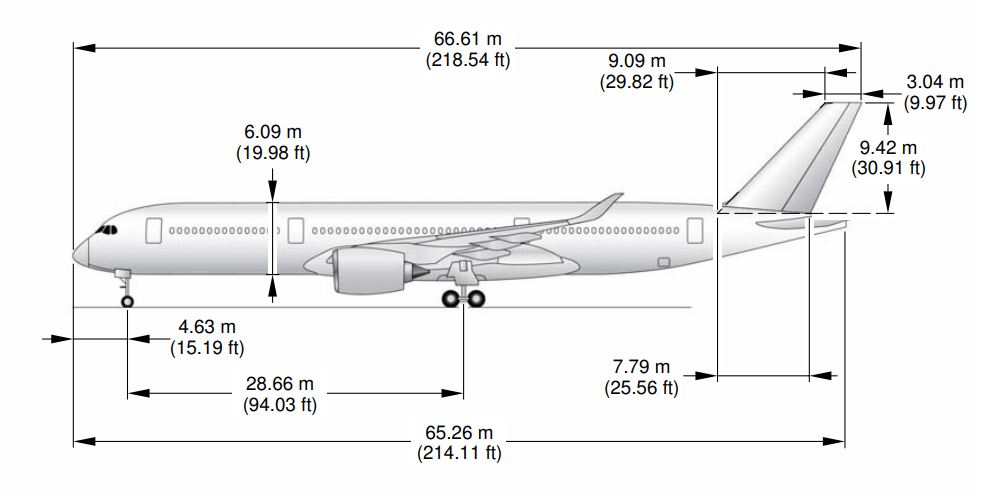 66.61 m
(218.54 ft)
9.09 m
(29.82 ft)
3.04 m
(9.97 ft)
6.09 m
(19.98 ft)
9.42 m
(30.91 ft)
4.63 m
(15.19 ft)
7.79 m
(25.56 ft)
28.66 m
(94.03 ft)
65.26 m
(214.11 ft)